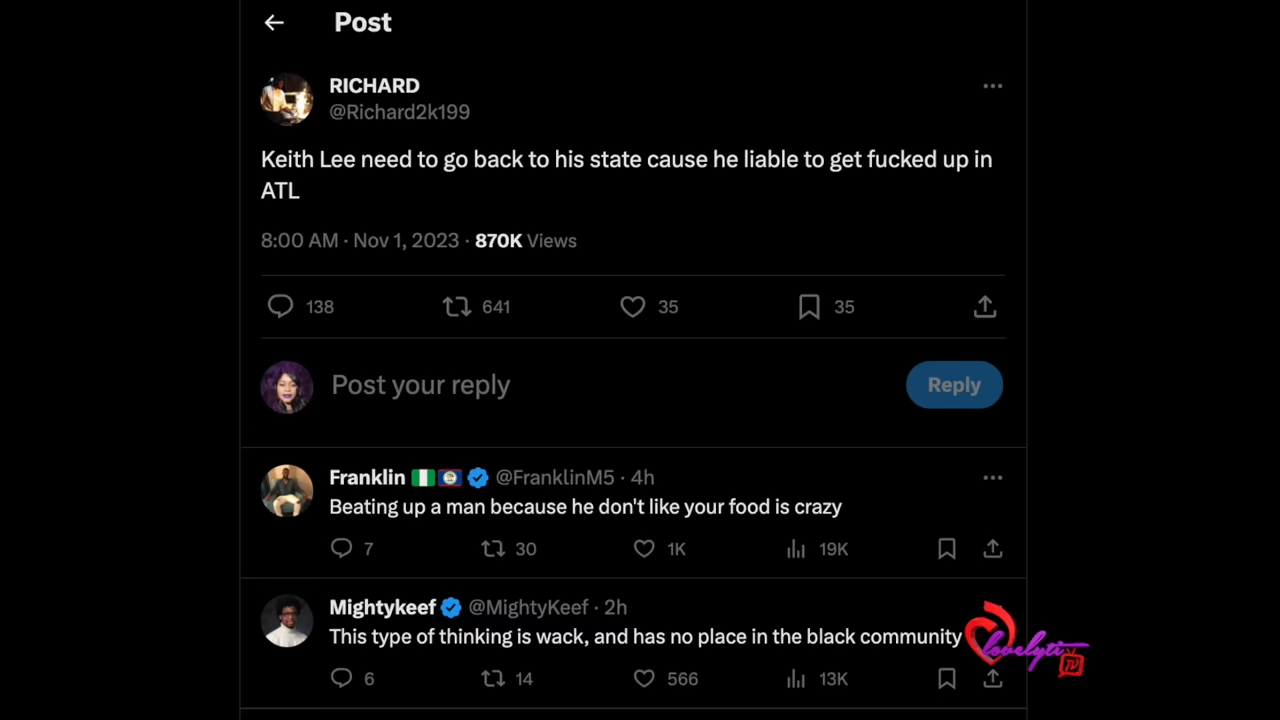 Post
RICHARD
@Richard2k199
Keith Lee need to go back to his state cause he liable to get fucked up in
ATL
8:00 AM · Nov 1, 2023 · 870K Views
138 641 35 35
Post your reply
Reply
Franklin @FranklinM5 · 4h
Beating up a man because he don't like your food is crazy
7 30 1K 19K
Mightykeef @MightyKeef · 2h
This type of thinking is wack, and has no place in the black community
lovelyti
TV
6 14 566 13K